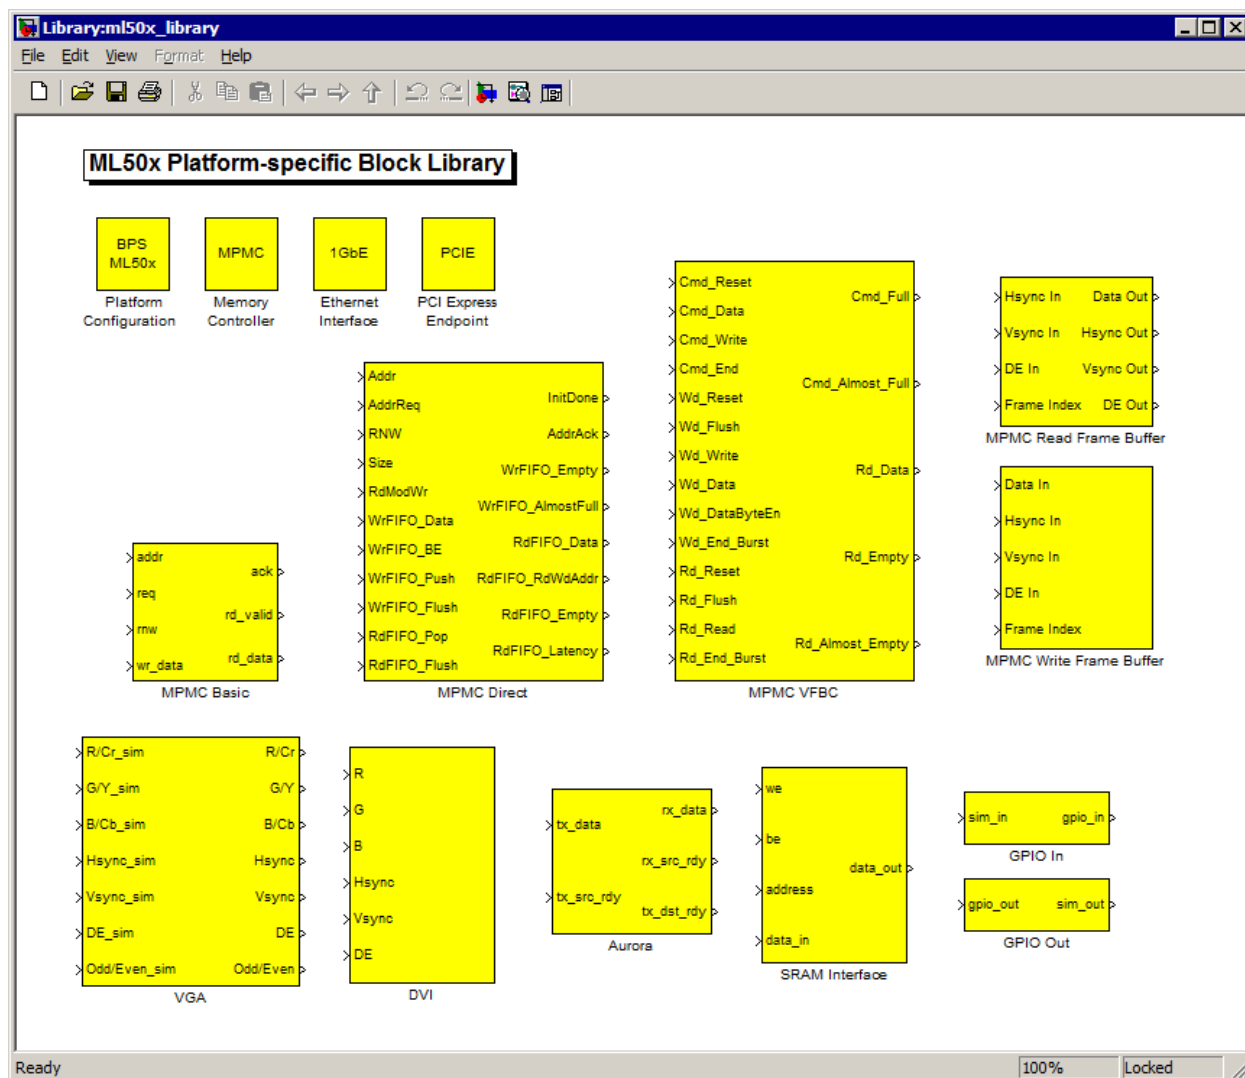 Library:ml50x_library
File Edit View Format Help
ML50x Platform-specific Block Library
BPS
ML50x
Platform
Configuration
MPMC
Memory
Controller
1GbE
Ethernet
Interface
PCIE
PCI Express
Endpoint
addr
req
rnw
wr_data
ack
rd_valid
rd_data
MPMC Basic
Addr
AddrReq
RNW
Size
RdModWr
WrFIFO_Data
WrFIFO_BE
WrFIFO_Push
WrFIFO_Flush
RdFIFO_Pop
RdFIFO_Flush
InitDone
AddrAck
WrFIFO_Empty
WrFIFO_AlmostFull
RdFIFO_Data
RdFIFO_RdWdAddr
RdFIFO_Empty
RdFIFO_Latency
MPMC Direct
Cmd_Reset
Cmd_Data
Cmd_Write
Cmd_End
Wd_Reset
Wd_Flush
Wd_Write
Wd_Data
Wd_DataByteEn
Wd_End_Burst
Rd_Reset
Rd_Flush
Rd_Read
Rd_End_Burst
Cmd_Full
Cmd_Almost_Full
Rd_Data
Rd_Empty
Rd_Almost_Empty
MPMC VFBC
Hsync In
Vsync In
DE In
Frame Index
Data Out
Hsync Out
Vsync Out
DE Out
MPMC Read Frame Buffer
Data In
Hsync In
Vsync In
DE In
Frame Index
MPMC Write Frame Buffer
R/Cr_sim
G/Y_sim
B/Cb_sim
Hsync_sim
Vsync_sim
DE_sim
Odd/Even_sim
R/Cr
G/Y
B/Cb
Hsync
Vsync
DE
Odd/Even
VGA
R
G
B
Hsync
Vsync
DE
DVI
tx_data
tx_src_rdy
rx_data
rx_src_rdy
tx_dst_rdy
Aurora
we
be
address
data_in
data_out
SRAM Interface
sim_in
gpio_in
GPIO In
gpio_out
sim_out
GPIO Out
Ready
100%
Locked